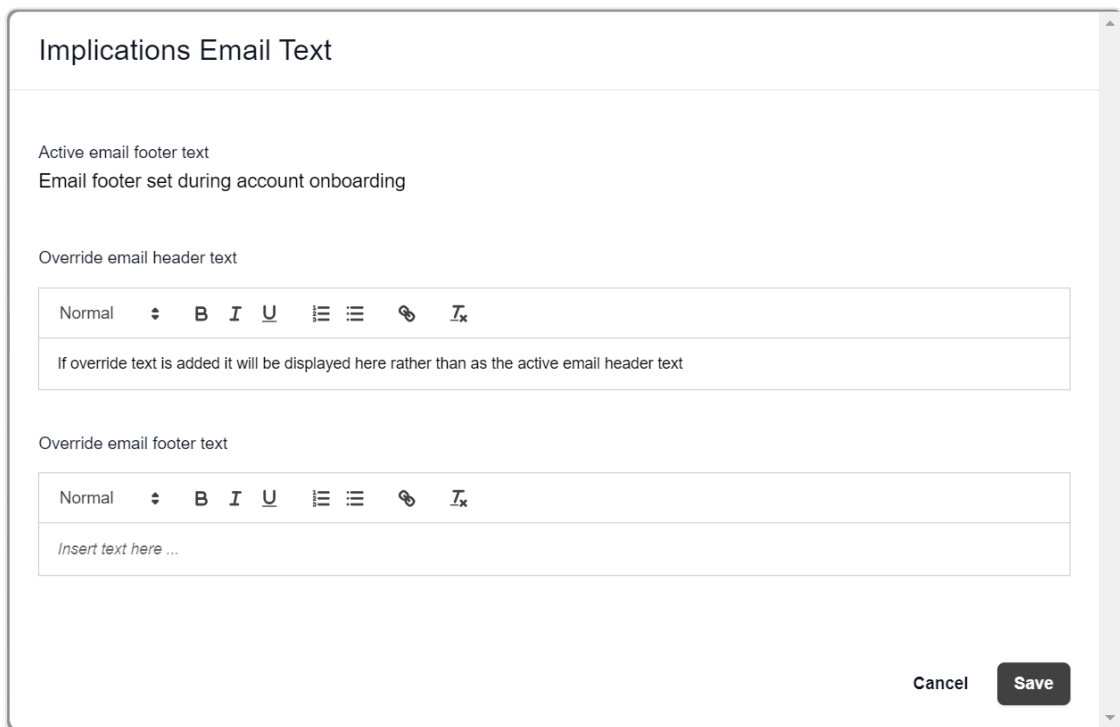 Implications Email Text
Active email footer text
Email footer set during account onboarding
Override email header text
Normal B I U
If override text is added it will be displayed here rather than as the active email header text
Override email footer text
Normal B I U
Insert text here ...
Cancel Save